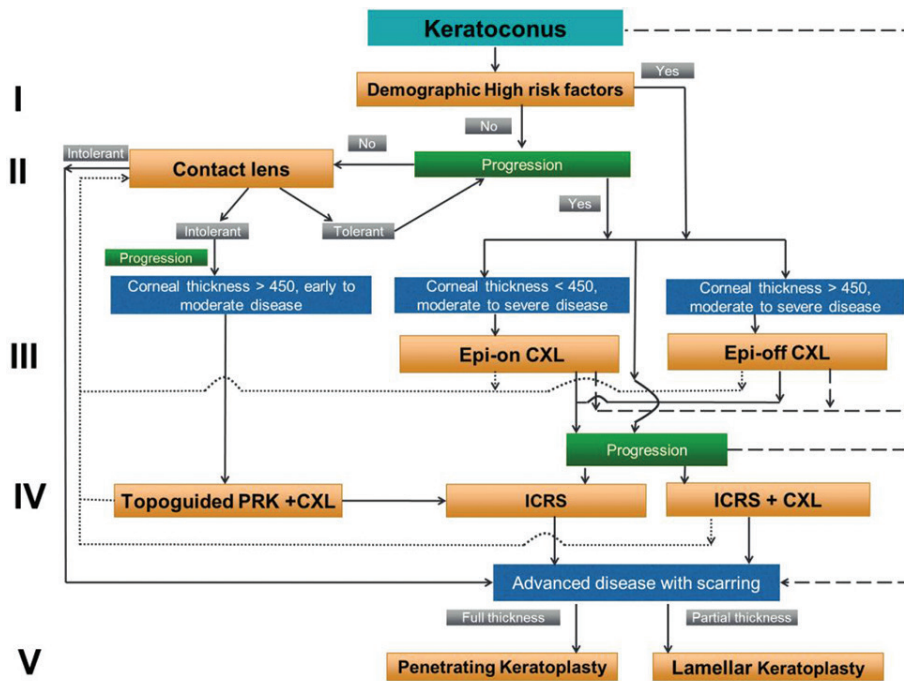 Keratoconus
Yes
I
Demographic High risk factors
No
No
Intolerant
II
Contact lens
Progression
Yes
Intolerant
Tolerant
Progression
Corneal thickness > 450, early to
moderate disease
Corneal thickness < 450,
moderate to severe disease
Corneal thickness > 450,
moderate to severe disease
III
Epi-on CXL
Epi-off CXL
Progression
IV
Topoguided PRK +CXL
ICRS
ICRS + CXL
Advanced disease with scarring
Full thickness
Partial thickness
V
Penetrating Keratoplasty
Lamellar Keratoplasty